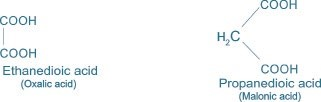 COOH
COOH
Ethanedioic acid
(Oxalic acid)
COOH
H2C
COOH
Propanedioic acid
(Malonic acid)